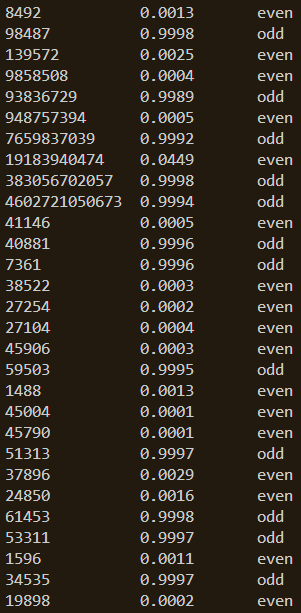 8492 0.0013 even
98487 0.9998 odd
139572 0.0025 even
9858508 0.0004 even
93836729 0.9989 odd
948757394 0.0005 even
7659837039 0.9992 odd
19183940474 0.0449 even
383056702057 0.9998 odd
4602721050673 0.9994 odd
41146 0.0005 even
40881 0.9996 odd
7361 0.9996 odd
38522 0.0003 even
27254 0.0002 even
27104 0.0004 even
45906 0.0003 even
59503 0.9995 odd
1488 0.0013 even
45004 0.0001 even
45790 0.0001 even
51313 0.9997 odd
37896 0.0029 even
24850 0.0016 even
61453 0.9998 odd
53311 0.9997 odd
1596 0.0011 even
34535 0.9997 odd
19898 0.0002 even